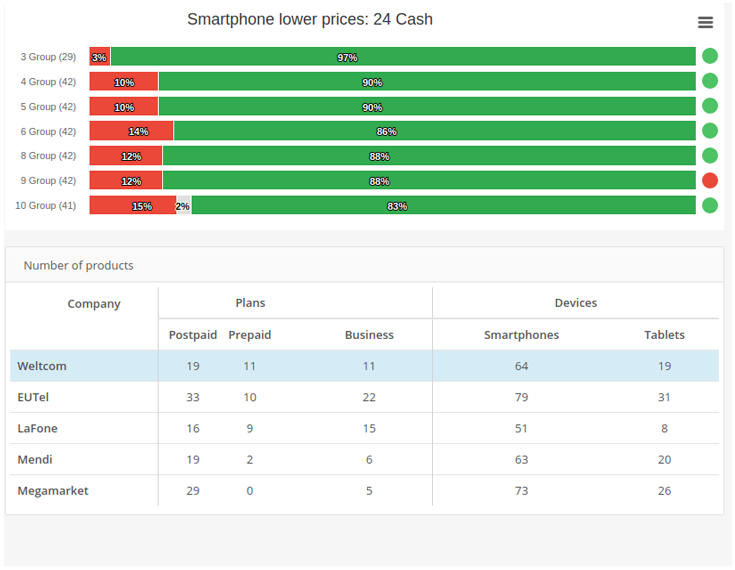 Smartphone lower prices: 24 Cash
3 Group (29) 3% 97%
4 Group (42) 10% 90%
5 Group (42) 10% 90%
6 Group (42) 14% 86%
8 Group (42) 12% 88%
9 Group (42) 12% 88%
10 Group (41) 15% 2% 83%
Number of products
Company Plans Devices
Postpaid Prepaid Business Smartphones Tablets
Weltcom 19 11 11 64 19
EUTel 33 10 22 79 31
LaFone 16 9 15 51 8
Mendi 19 2 6 63 20
Megamarket 29 0 5 73 26